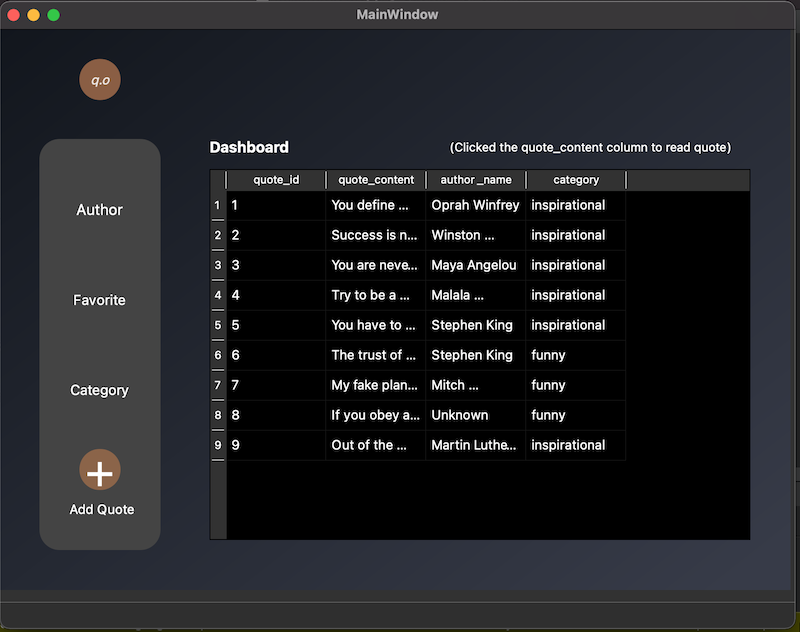 MainWindow
q.o
Author
Favorite
Category
Add Quote
Dashboard (Clicked the quote_content column to read quote)
quote_id quote_content author _name category
1 1 You define ... Oprah Winfrey inspirational
2 2 Success is n... Winston ... inspirational
3 3 You are neve... Maya Angelou inspirational
4 4 Try to be a ... Malala ... inspirational
5 5 You have to ... Stephen King inspirational
6 6 The trust of ... Stephen King funny
7 7 My fake plan... Mitch ... funny
8 8 If you obey a... Unknown funny
9 9 Out of the ... Martin Luthe... inspirational